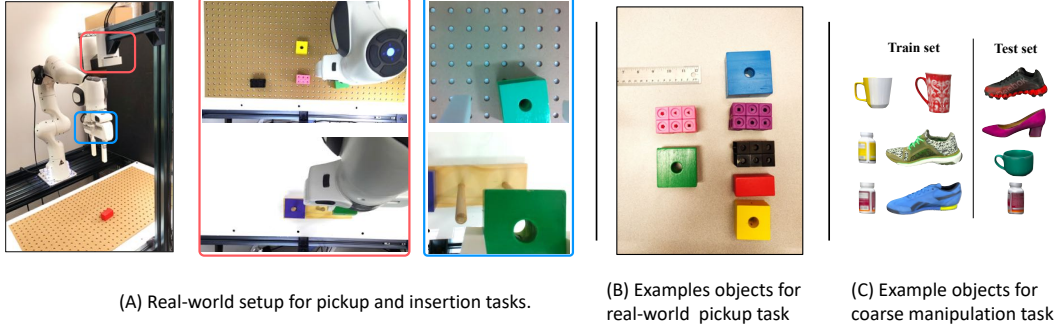 Train set
Test set
(A) Real-world setup for pickup and insertion tasks.
(B) Examples objects for
real-world pickup task
(C) Example objects for
coarse manipulation task